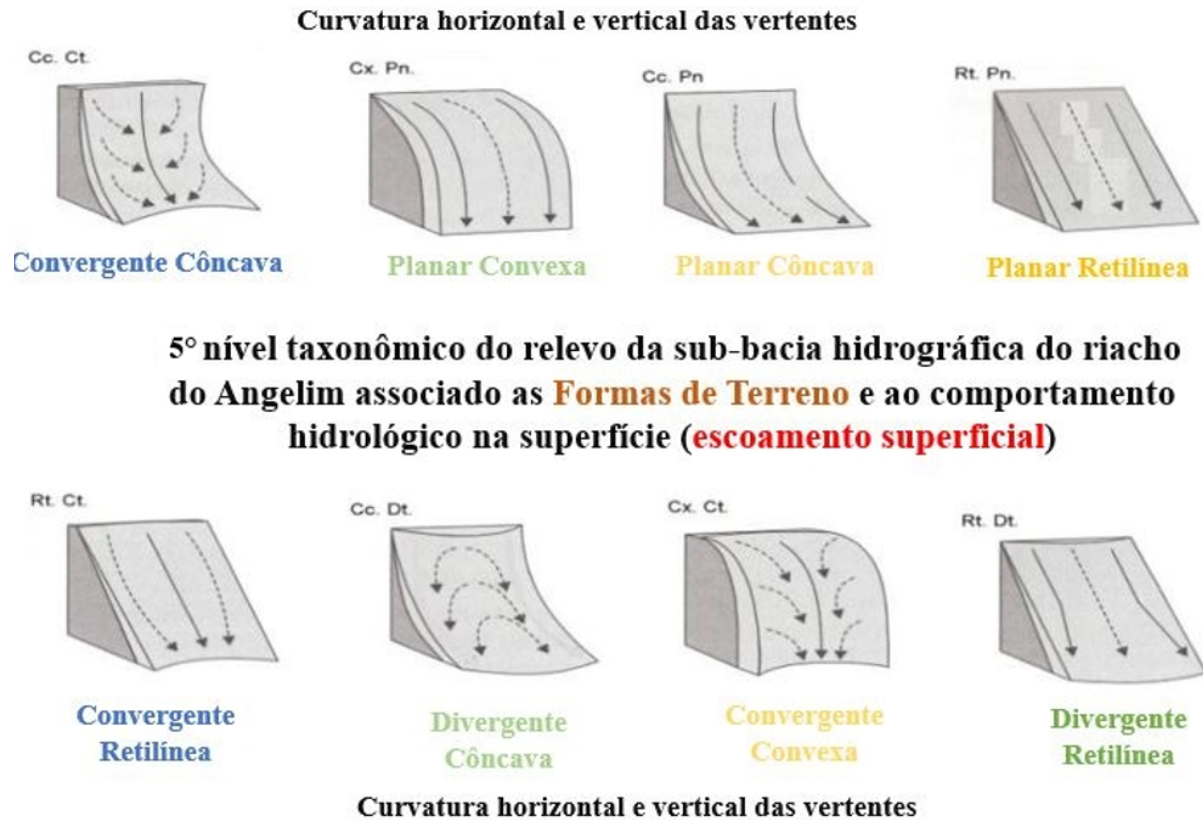 Curvatura horizontal e vertical das vertentes
Cc. Ct.
Cx. Pn.
Cc. Pn
Rt. Pn.
Convergente Côncava
Planar Convexa
Planar Côncava
Planar Retilínea
5° nível taxonômico do relevo da sub-bacia hidrográfica do riacho
do Angelim associado as Formas de Terreno e ao comportamento
hidrológico na superfície (escoamento superficial)
Rt. Ct.
Cc. Dt.
Cx. Ct.
Rt. Dt.
Convergente
Retilínea
Divergente
Côncava
Convergente
Convexa
Divergente
Retilínea
Curvatura horizontal e vertical das vertentes